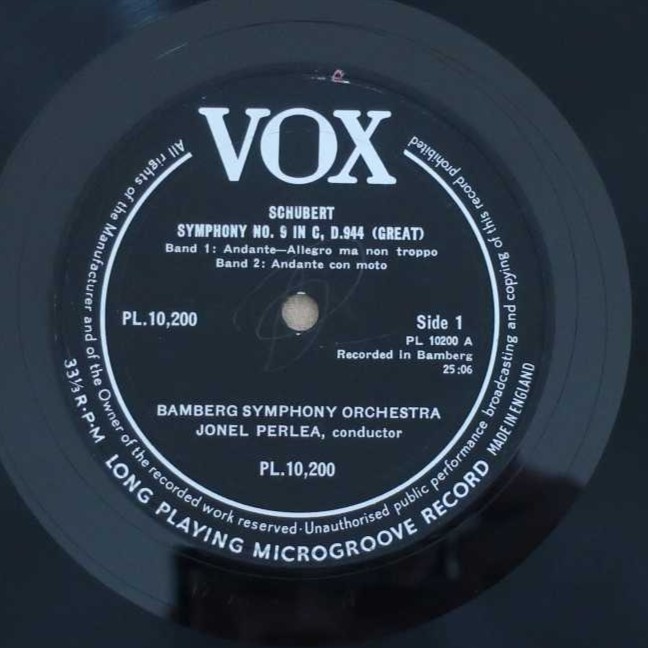 VOX
SCHUBERT
SYMPHONY NO. 9 IN C, D.944 (GREAT)
Band 1: Andante—Allegro ma non troppo
Band 2: Andante con moto
PL.10,200
Side 1
PL 10200 A
Recorded in Bamberg
25:06
BAMBERG SYMPHONY ORCHESTRA
JONEL PERLEA, conductor
PL.10,200
All rights of the Manufacturer and of the Owner of the recorded work reserved·Unauthorised public performance broadcasting and copying of this record prohibited
33⅓ R·P·M LONG PLAYING MICROGROOVE RECORD MADE IN ENGLAND